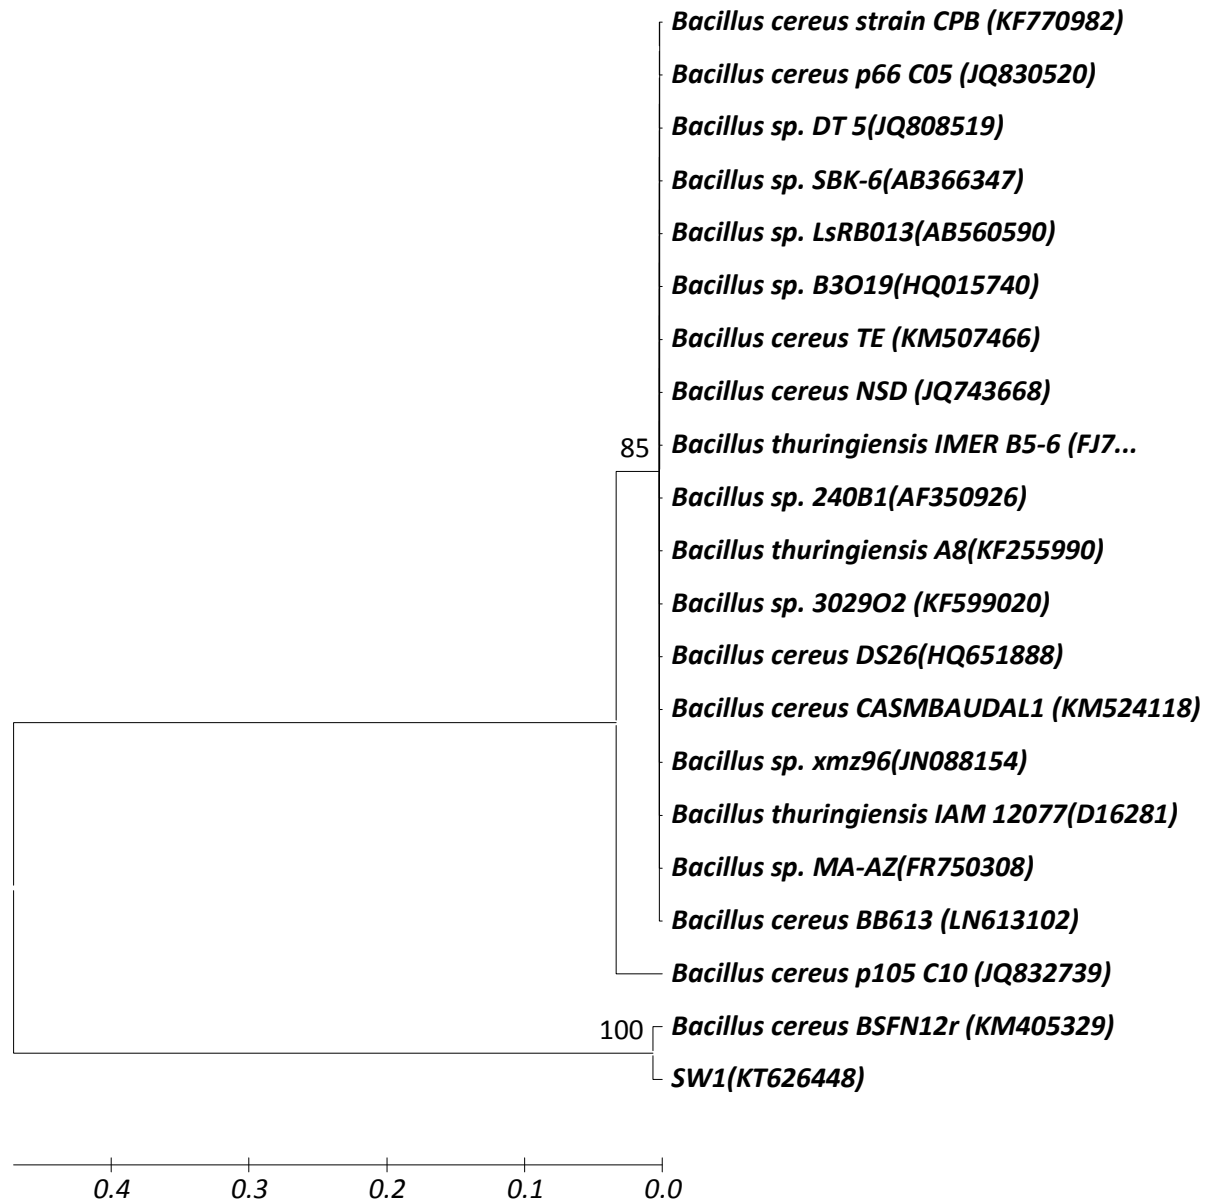 Bacillus cereus strain CPB (KF770982)
Bacillus cereus p66 C05 (JQ830520)
Bacillus sp. DT 5(JQ808519)
Bacillus sp. SBK-6(AB366347)
Bacillus sp. LsRB013(AB560590)
Bacillus sp. B3O19(HQ015740)
Bacillus cereus TE (KM507466)
Bacillus cereus NSD (JQ743668)
85
Bacillus thuringiensis IMER B5-6 (FJ7...
Bacillus sp. 240B1(AF350926)
Bacillus thuringiensis A8(KF255990)
Bacillus sp. 3029O2 (KF599020)
Bacillus cereus DS26(HQ651888)
Bacillus cereus CASMBAUDAL1 (KM524118)
Bacillus sp. xmz96(JN088154)
Bacillus thuringiensis IAM 12077(D16281)
Bacillus sp. MA-AZ(FR750308)
Bacillus cereus BB613 (LN613102)
Bacillus cereus p105 C10 (JQ832739)
100
Bacillus cereus BSFN12r (KM405329)
SW1(KT626448)
0.4 0.3 0.2 0.1 0.0